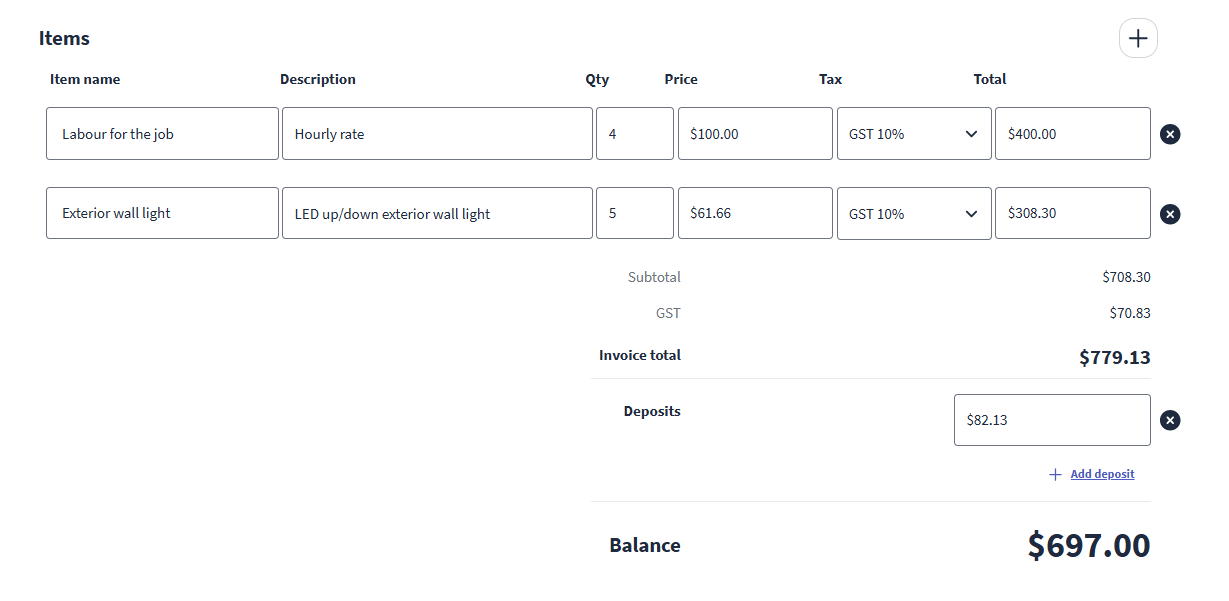 Items
Item name Description Qty Price Tax Total
Labour for the job Hourly rate 4 $100.00 GST 10% $400.00
Exterior wall light LED up/down exterior wall light 5 $61.66 GST 10% $308.30
Subtotal $708.30
GST $70.83
Invoice total $779.13
Deposits $82.13
Add deposit
Balance $697.00